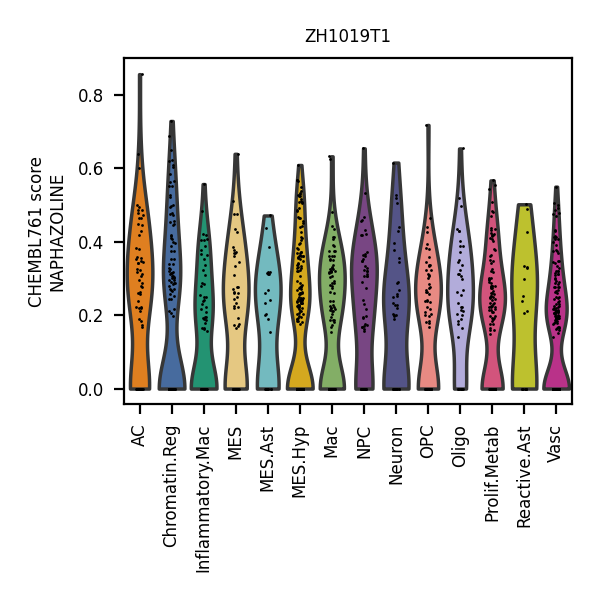 ZH1019T1
CHEMBL761 score
NAPHAZOLINE
0.8
0.6
0.4
0.2
0.0
AC
Chromatin.Reg
Inflammatory.Mac
MES
MES.Ast
MES.Hyp
Mac
NPC
Neuron
OPC
Oligo
Prolif.Metab
Reactive.Ast
Vasc